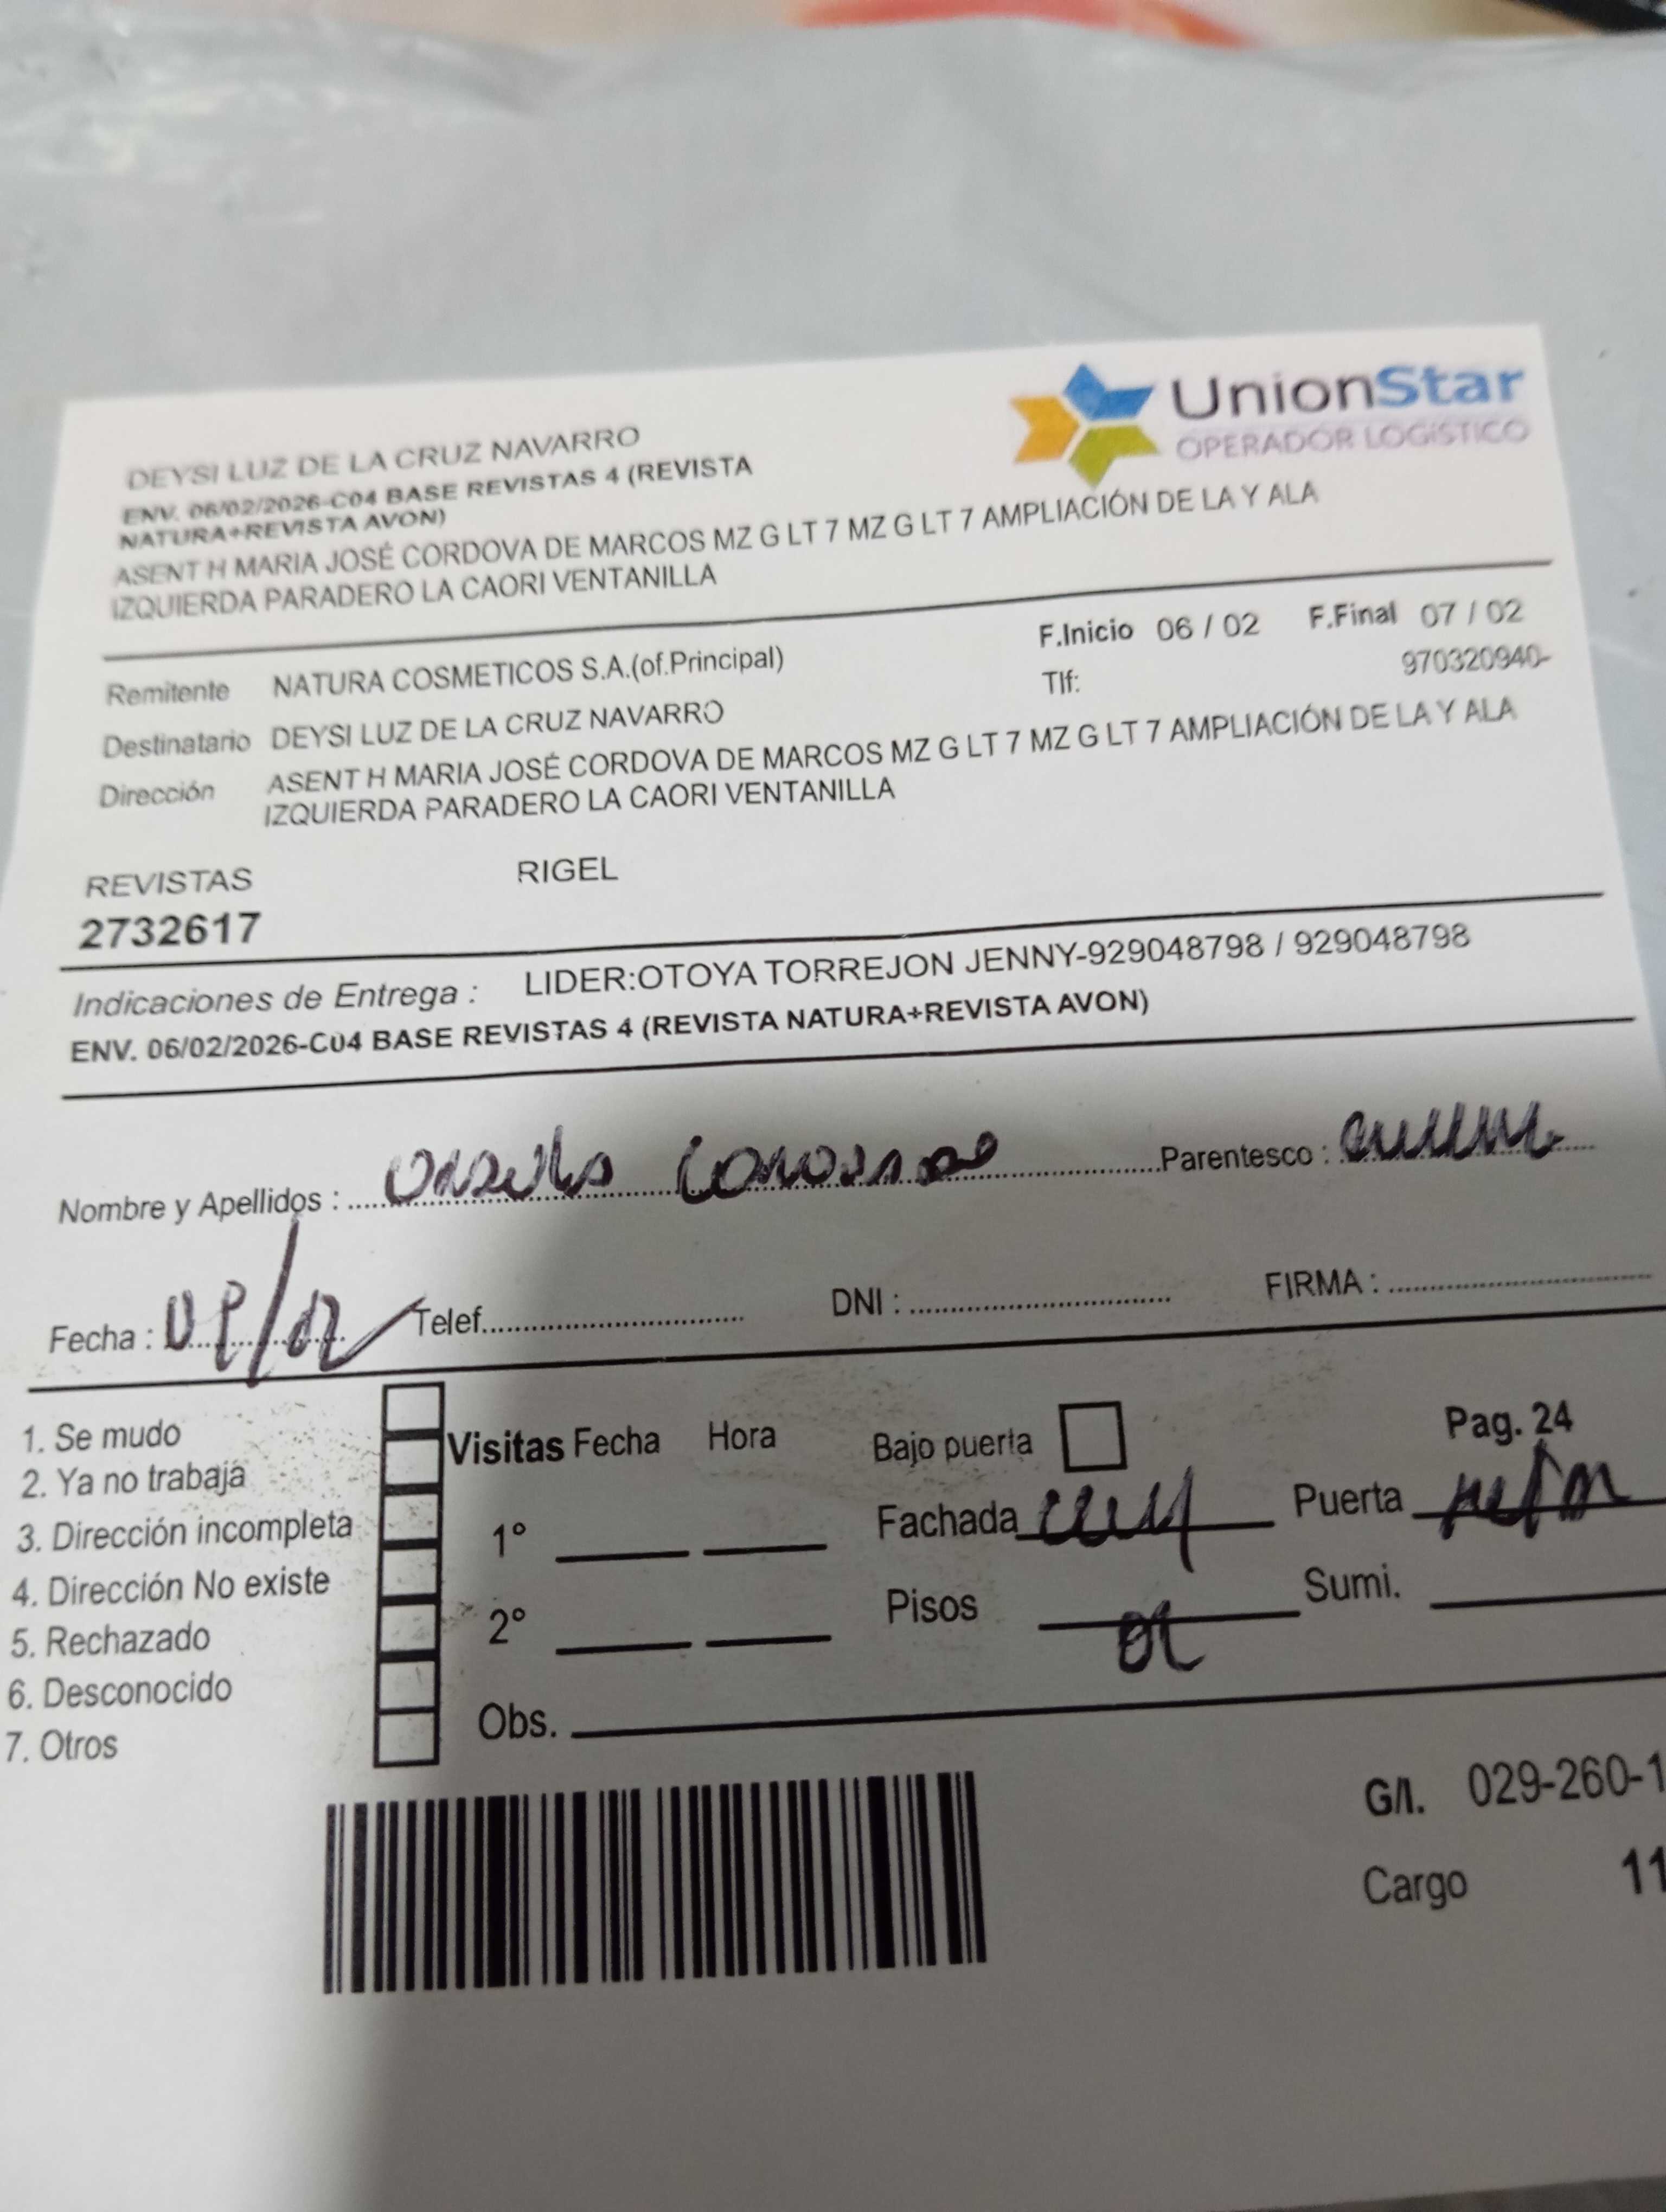 UnionStar
OPERADOR LOGÍSTICO
DEYSI LUZ DE LA CRUZ NAVARRO
ENV. 06/02/2026-C04 BASE REVISTAS 4 (REVISTA
NATURA+REVISTA AVON)
ASENT H MARIA JOSÉ CORDOVA DE MARCOS MZ G LT 7 MZ G LT 7 AMPLIACIÓN DE LA Y ALA
IZQUIERDA PARADERO LA CAORI VENTANILLA
F.Inicio 06 / 02 F.Final 07 / 02
Remitente NATURA COSMETICOS S.A.(of.Principal)
Tlf: 970320940-
Destinatario DEYSI LUZ DE LA CRUZ NAVARRO
Dirección ASENT H MARIA JOSÉ CORDOVA DE MARCOS MZ G LT 7 MZ G LT 7 AMPLIACIÓN DE LA Y ALA
IZQUIERDA PARADERO LA CAORI VENTANILLA
REVISTAS RIGEL
2732617
Indicaciones de Entrega : LIDER:OTOYA TORREJON JENNY-929048798 / 929048798
ENV. 06/02/2026-C04 BASE REVISTAS 4 (REVISTA NATURA+REVISTA AVON)
Nombre y Apellidos : Parentesco :
Fecha : Telef. DNI : FIRMA :
1. Se mudo
2. Ya no trabaja
3. Dirección incompleta
4. Dirección No existe
5. Rechazado
6. Desconocido
7. Otros
Visitas Fecha Hora
1°
2°
Obs.
Bajo puerta Pag. 24
Fachada Puerta
Pisos Sumi.
G/I. 029-260-1
Cargo 11